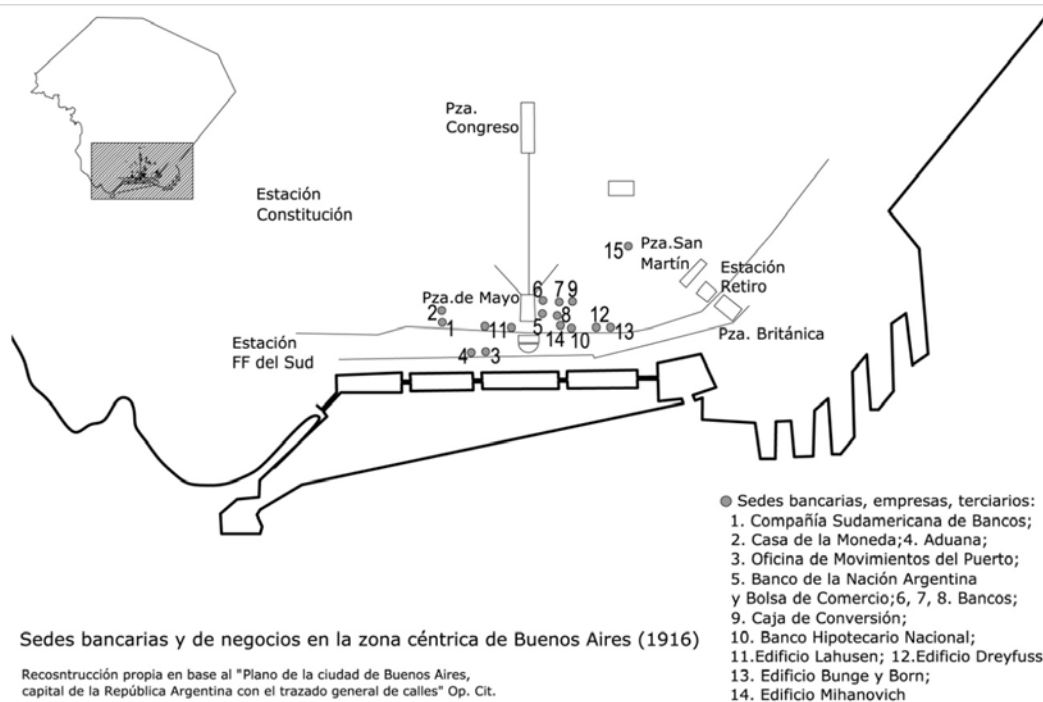 Pza.
Congreso
Estación
Constitución
15
Pza.San
Martín
Estación
Retiro
Pza.de Mayo
6
7
9
2
1
11
5
8
14
10
12
13
Pza. Británica
Estación
FF del Sud
4
3
Sedes bancarias, empresas, terciarios:
1. Compañía Sudamericana de Bancos;
2. Casa de la Moneda;4. Aduana;
3. Oficina de Movimientos del Puerto;
5. Banco de la Nación Argentina
y Bolsa de Comercio;6, 7, 8. Bancos;
9. Caja de Conversión;
10. Banco Hipotecario Nacional;
11.Edificio Lahusen; 12.Edificio Dreyfuss
13. Edificio Bunge y Born;
14. Edificio Mihanovich
Sedes bancarias y de negocios en la zona céntrica de Buenos Aires (1916)
Recosntrucción propia en base al "Plano de la ciudad de Buenos Aires,
capital de la República Argentina con el trazado general de calles" Op. Cit.